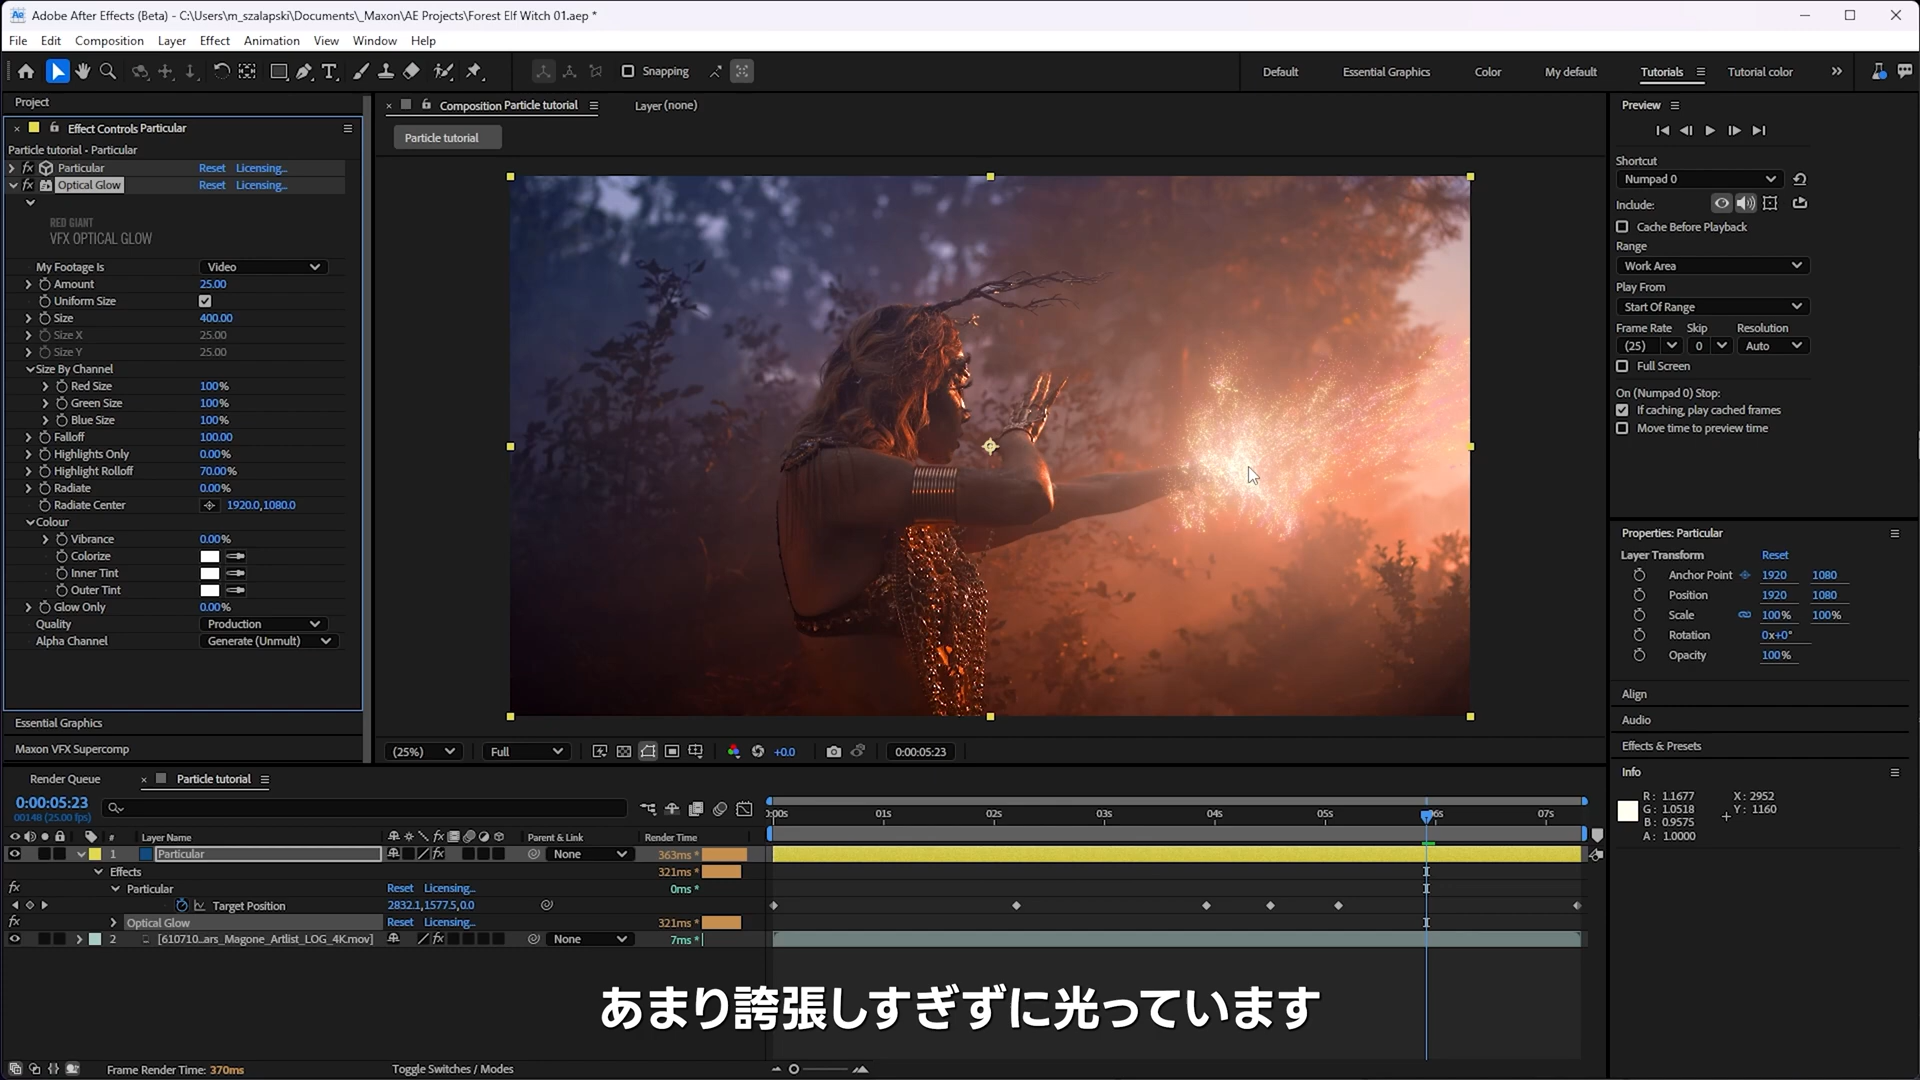 Adobe After Effects (Beta) - C:\Users\m_szalapski\Documents\_Maxon\AE Projects\Forest Elf Witch 01.aep *
File Edit Composition Layer Effect Animation View Window Help
Snapping
Default Essential Graphics Color My default Tutorials Tutorial color
Project
Effect Controls Particular
Particle tutorial - Particular
fx Particular Reset Licensing...
fx Optical Glow Reset Licensing...
RED GIANT
VFX OPTICAL GLOW
My Footage Is Video
Amount 25.00
Uniform Size
Size 400.00
Size X 25.00
Size Y 25.00
Size By Channel
Red Size 100%
Green Size 100%
Blue Size 100%
Falloff 100.00
Highlights Only 0.00%
Highlight Rolloff 70.00%
Radiate 0.00%
Radiate Center 1920.0,1080.0
Colour
Vibrance 0.00%
Colorize
Inner Tint
Outer Tint
Glow Only 0.00%
Quality Production
Alpha Channel Generate (Unmult)
Essential Graphics
Maxon VFX Supercomp
Composition Particle tutorial
Layer (none)
Particle tutorial
(25%) Full +0.0 0:00:05:23
Preview
Shortcut
Numpad 0
Include:
Cache Before Playback
Range
Work Area
Play From
Start Of Range
Frame Rate Skip Resolution
(25) 0 Auto
Full Screen
On (Numpad 0) Stop:
If caching, play cached frames
Move time to preview time
Properties: Particular
Layer Transform Reset
Anchor Point 1920 1080
Position 1920 1080
Scale 100% 100%
Rotation 0x+0°
Opacity 100%
Align
Audio
Effects & Presets
Info
R: 1.1677 X: 2952
G: 1.0518 Y: 1160
B: 0.9575
A: 1.0000
Render Queue Particle tutorial
0:00:05:23
00148 (25.00 fps)
# Layer Name fx Parent & Link Render Time
1 Particular fx None 363ms *
Effects 321ms *
fx Particular Reset Licensing... 0ms *
Target Position 2832.1,1577.5,0.0
fx Optical Glow Reset Licensing... 321ms *
2 [610710...ars_Magone_Artlist_LOG_4K.mov] fx None 7ms *
:00s 01s 02s 03s 04s 05s 06s 07s
あまり誇張しすぎずに光っています
Frame Render Time: 370ms
Toggle Switches / Modes